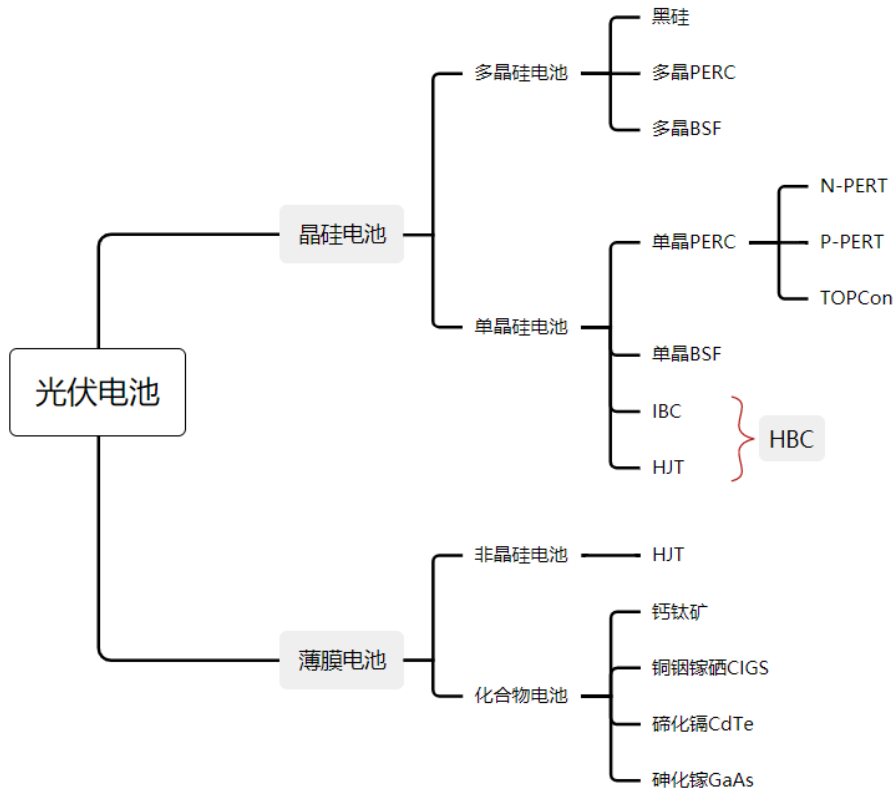 光伏电池
晶硅电池
多晶硅电池
黑硅
多晶PERC
多晶BSF
单晶硅电池
单晶PERC
N-PERT
P-PERT
TOPCon
单晶BSF
IBC
HJT
HBC
薄膜电池
非晶硅电池
HJT
化合物电池
钙钛矿
铜铟镓硒CIGS
碲化镉CdTe
砷化镓GaAs